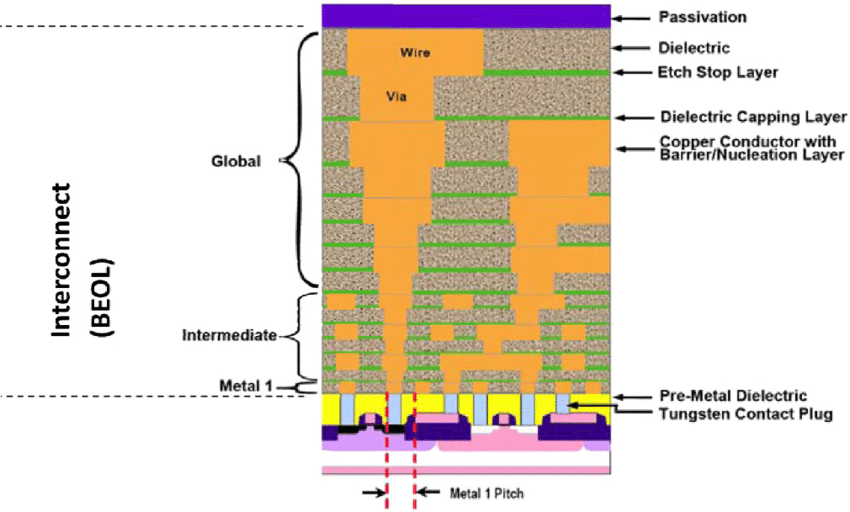 Passivation
Wire
Dielectric
Etch Stop Layer
Via
Dielectric Capping Layer
Copper Conductor with
Barrier/Nucleation Layer
Global
Interconnect
(BEOL)
Intermediate
Metal 1
Pre-Metal Dielectric
Tungsten Contact Plug
Metal 1 Pitch